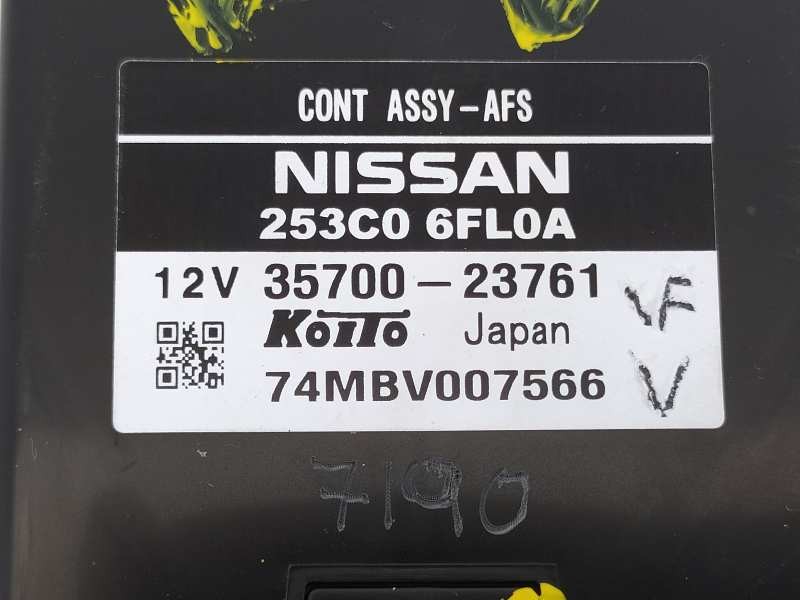 CONT ASSY-AFS
NISSAN
253C0 6FL0A
12V 35700-23761
KOITO Japan
74MBV007566
V
7190